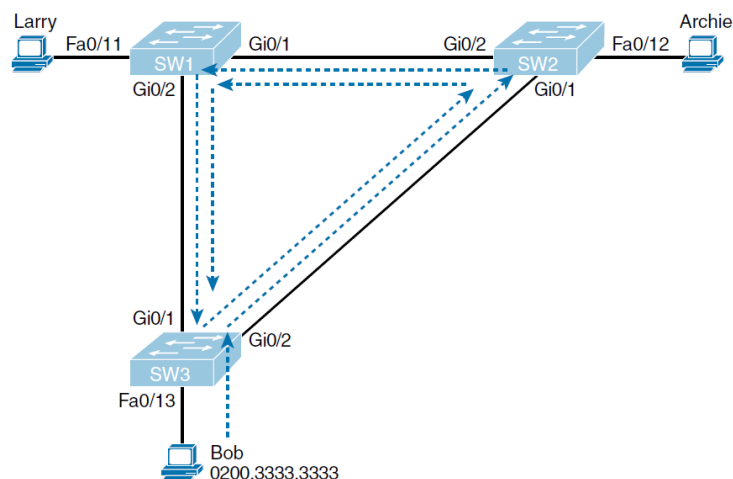 Larry
Archie
Fa0/11
Gi0/1
Gi0/2
Fa0/12
SW1
SW2
Gi0/2
Gi0/1
Gi0/1
Gi0/2
SW3
Fa0/13
Bob
0200.3333.3333